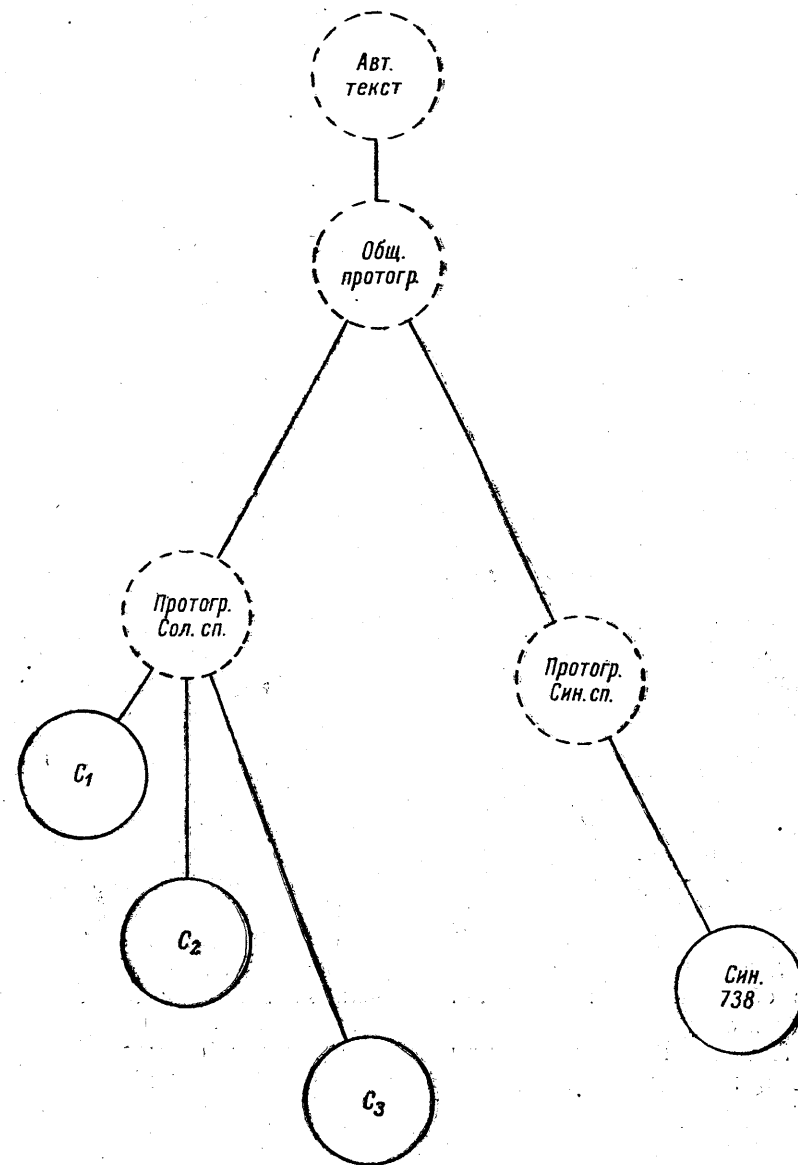 Авт.
текст
Общ.
протогр.
Протогр.
Сол. сп.
Протогр.
Син. сп.
C1
C2
Син.
738
C3